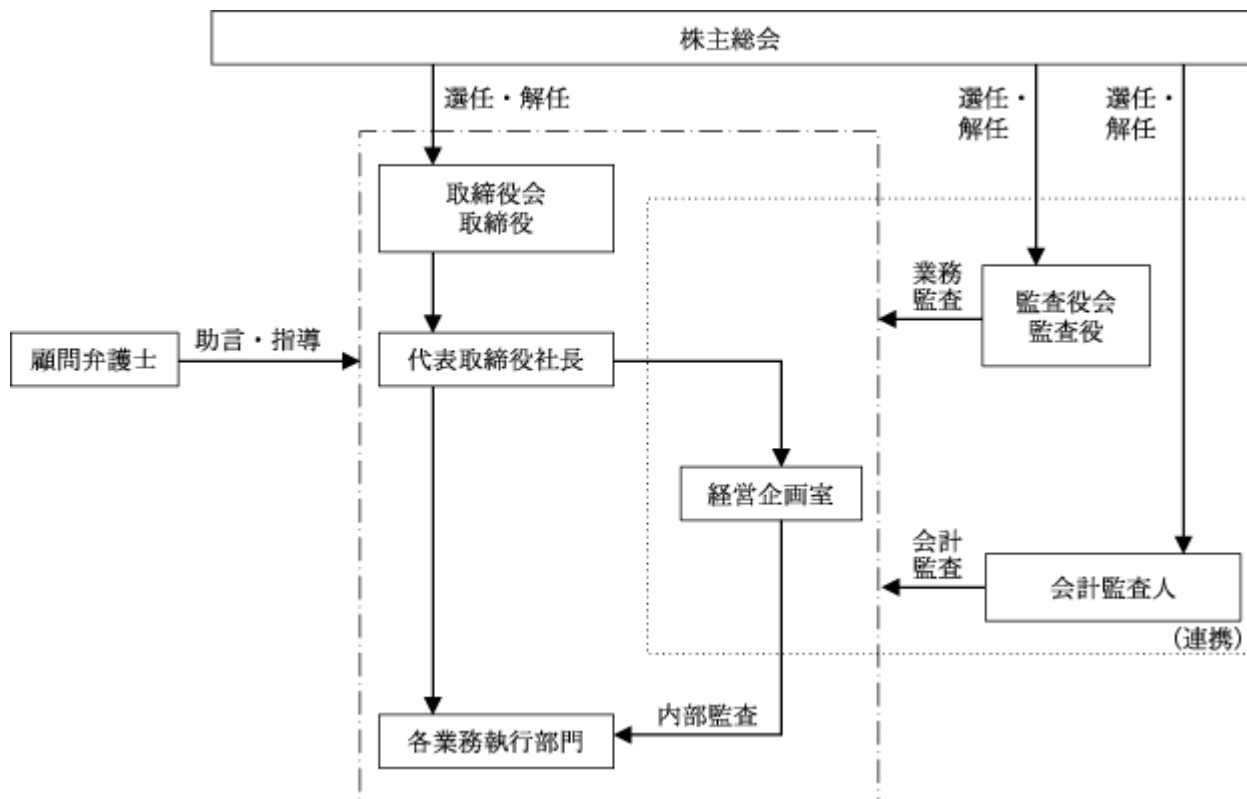 株主総会
選任・解任
選任・
解任
選任・
解任
取締役会
取締役
業務
監査
監査役会
監査役
顧問弁護士
助言・指導
代表取締役社長
経営企画室
会計
監査
会計監査人
(連携)
内部監査
各業務執行部門